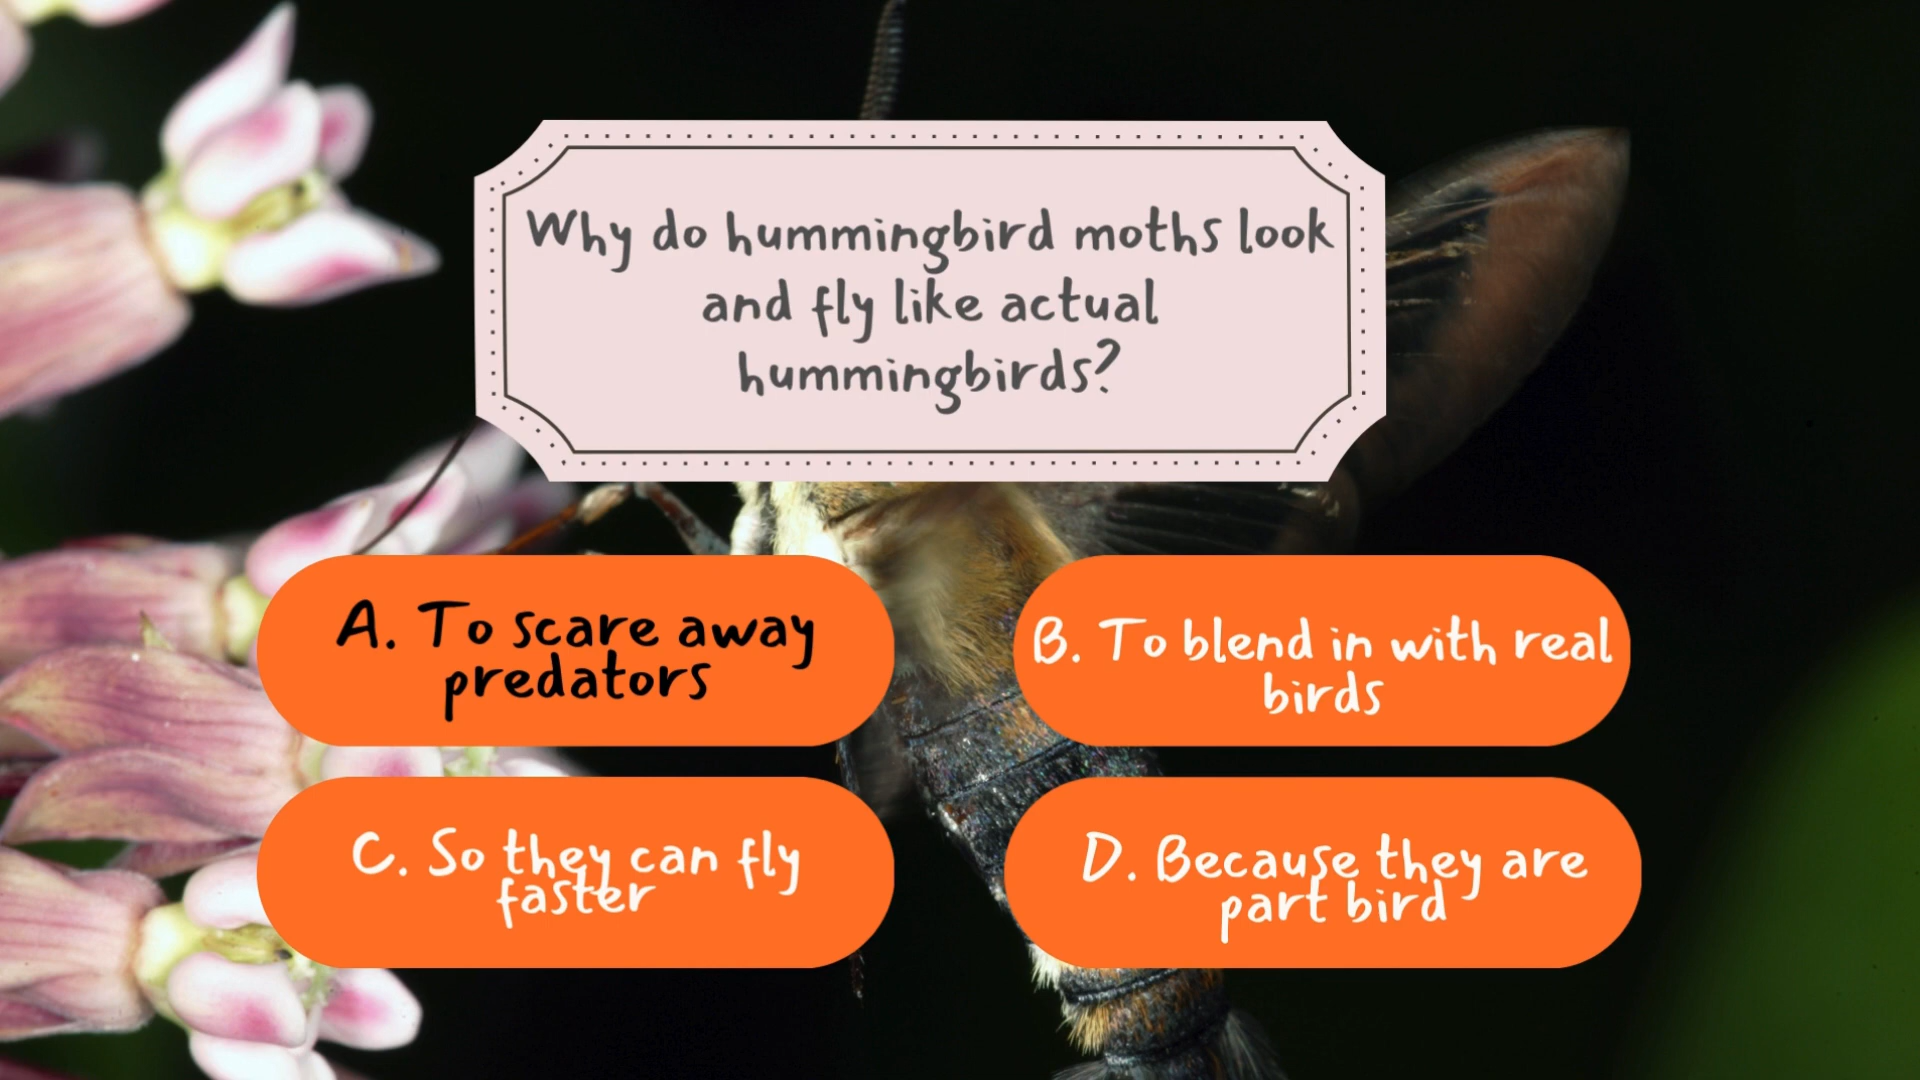 Why do hummingbird moths look
and fly like actual
hummingbirds?
A. To scare away
predators
B. To blend in with real
birds
C. So they can fly
faster
D. Because they are
part bird